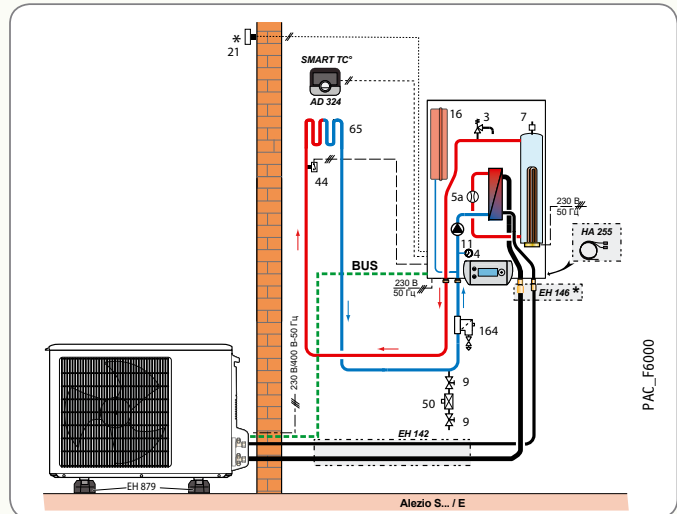 *
21
SMART TC°
AD 324
65
44
16
3
7
5a
230 В
50 Гц
HA 255
11
4
BUS
230 В
50 Гц
EH 146 *
164
230 В/400 В-50 Гц
9
50
9
EH 142
EH 879
PAC_F6000
Alezio S... / E